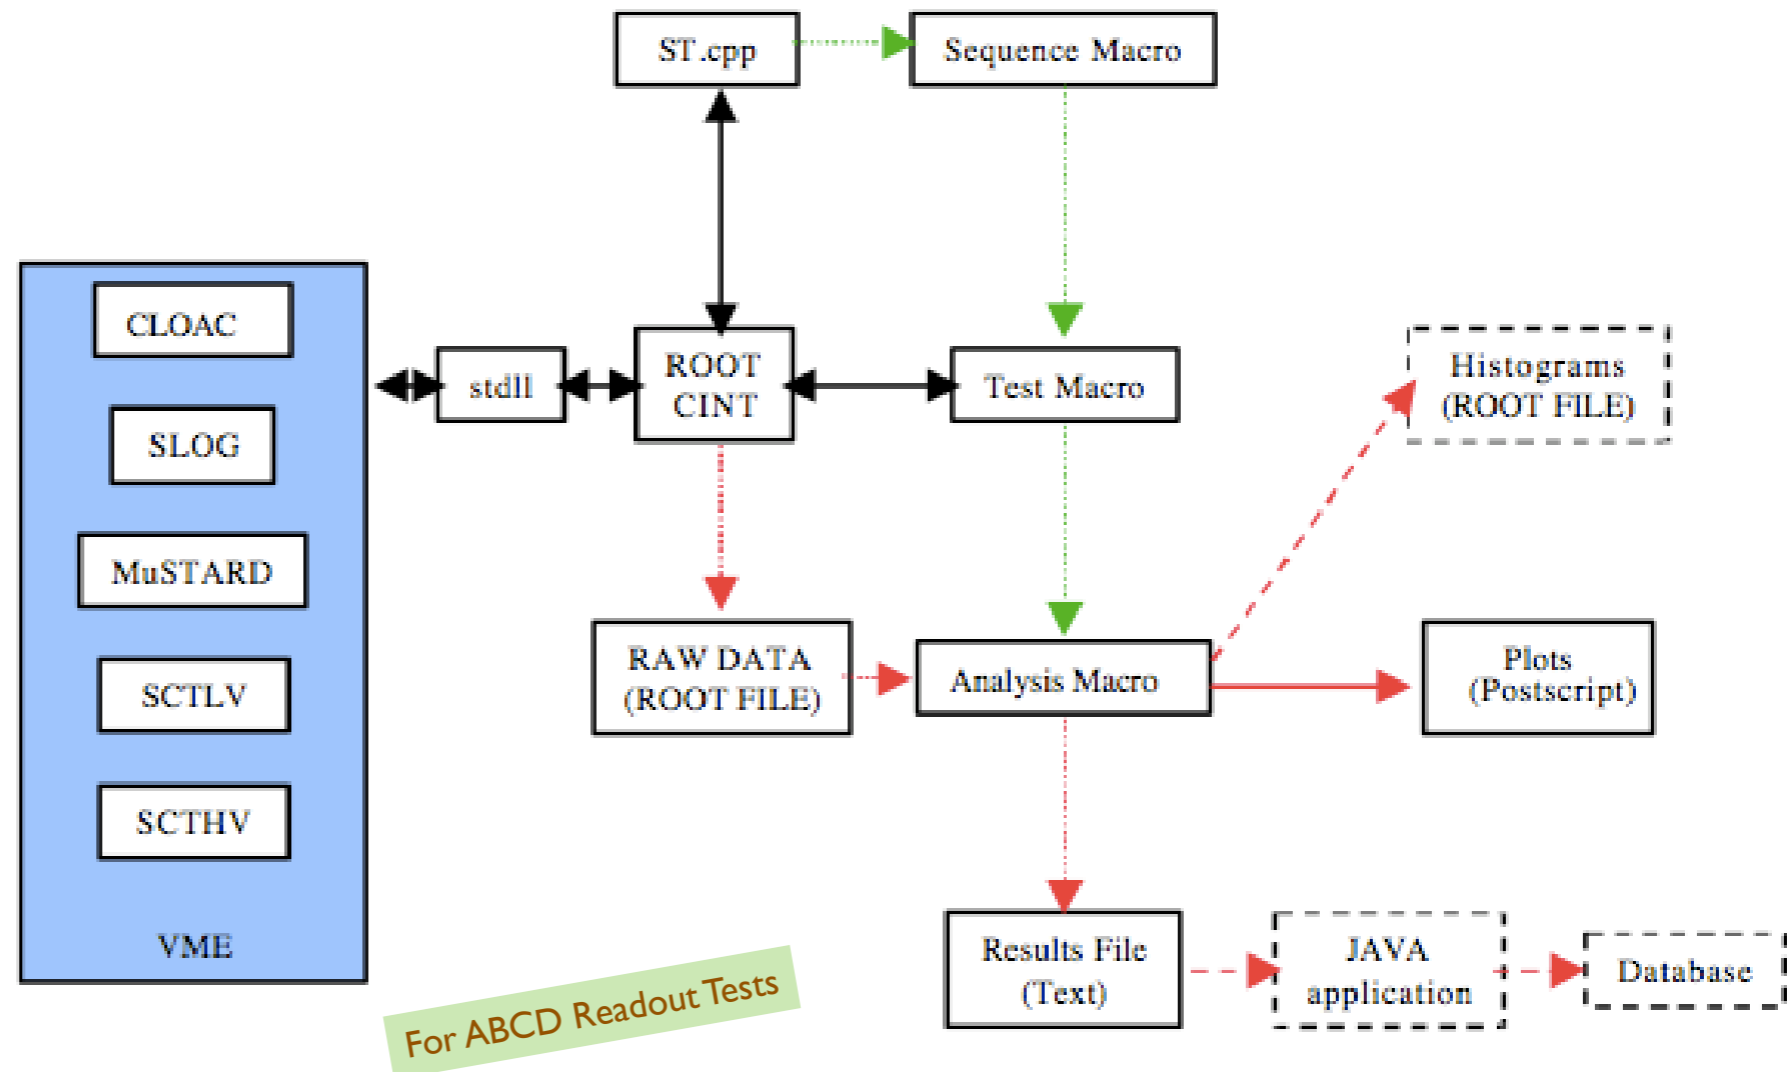 ST.cpp
Sequence Macro
CLOAC
SLOG
MuSTARD
SCTLV
SCTHV
VME
stdll
ROOT
CINT
Test Macro
Histograms
(ROOT FILE)
RAW DATA
(ROOT FILE)
Analysis Macro
Plots
(Postscript)
Results File
(Text)
JAVA
application
Database
For ABCD Readout Tests